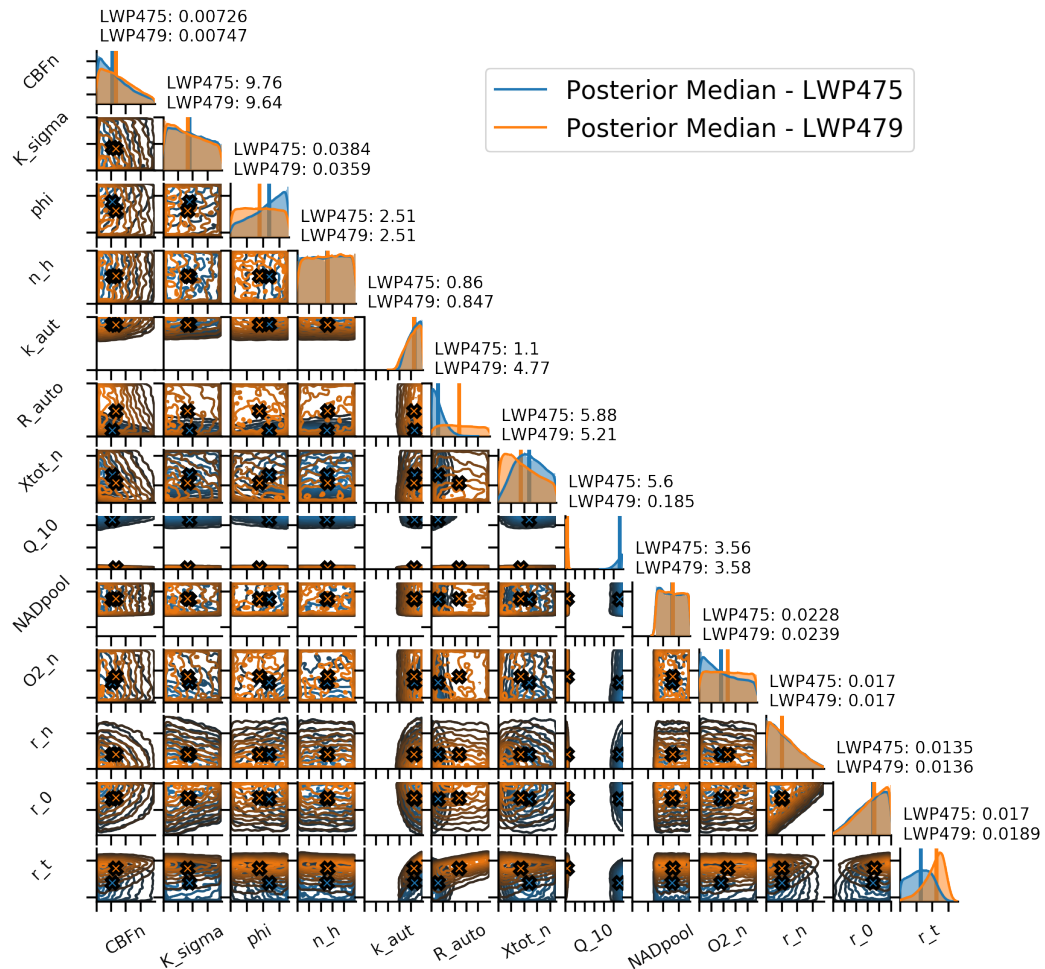 LWP475: 0.00726
LWP479: 0.00747
CBFn
Posterior Median - LWP475
Posterior Median - LWP479
LWP475: 9.76
LWP479: 9.64
K_sigma
LWP475: 0.0384
LWP479: 0.0359
phi
LWP475: 2.51
LWP479: 2.51
n_h
LWP475: 0.86
LWP479: 0.847
k_aut
LWP475: 1.1
LWP479: 4.77
R_auto
LWP475: 5.88
LWP479: 5.21
Xtot_n
LWP475: 5.6
LWP479: 0.185
Q_10
LWP475: 3.56
LWP479: 3.58
NADpool
LWP475: 0.0228
LWP479: 0.0239
O2_n
LWP475: 0.017
LWP479: 0.017
r_n
LWP475: 0.0135
LWP479: 0.0136
r_0
LWP475: 0.017
LWP479: 0.0189
r_t
CBFn K_sigma phi n_h k_aut R_auto Xtot_n Q_10 NADpool O2_n r_n r_0 r_t